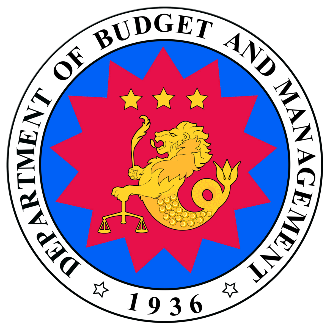 DEPARTMENT OF BUDGET AND MANAGEMENT
1936